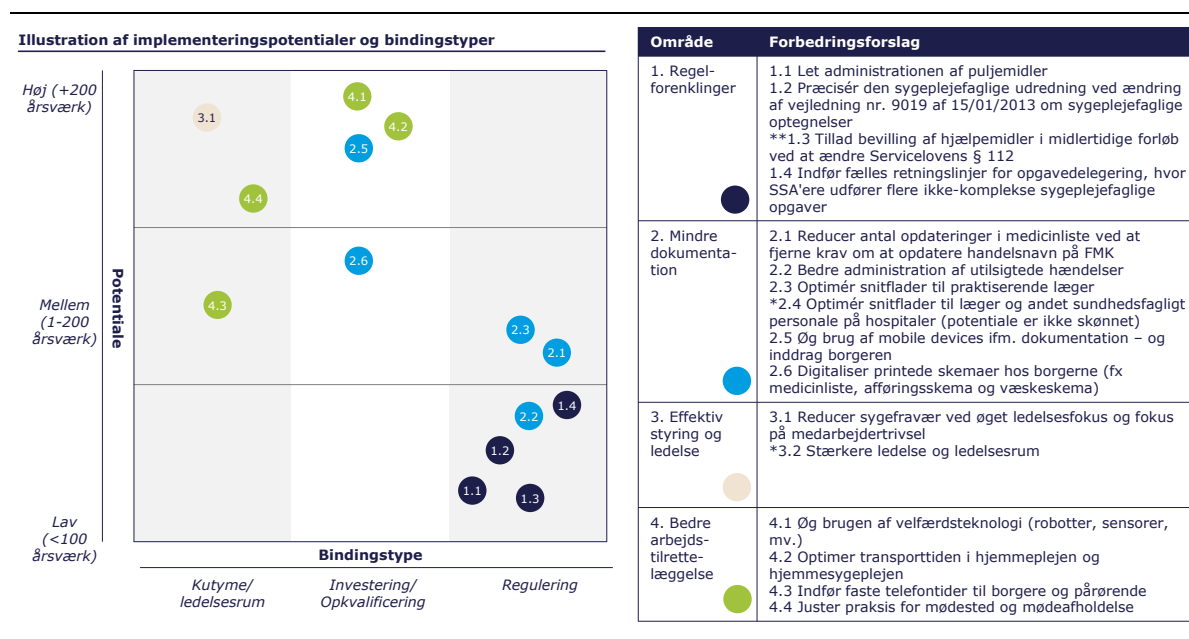 Illustration af implementeringspotentialer og bindingstyper
Høj (+200
årsværk)
Mellem
(1-200
årsværk)
Lav
(<100
årsværk)
Potentiale
3.1
4.1
4.2
2.5
4.4
2.6
4.3
2.3
2.1
1.4
2.2
1.2
1.1
1.3
Bindingstype
Kutyme/
ledelsesrum
Investering/
Opkvalificering
Regulering
Område
Forbedringsforslag
1. Regel-
forenklinger
1.1 Let administrationen af puljemidler
1.2 Præcisér den sygeplejefaglige udredning ved ændring
af vejledning nr. 9019 af 15/01/2013 om sygeplejefaglige
optegnelser
**1.3 Tillad bevilling af hjælpemidler i midlertidige forløb
ved at ændre Servicelovens § 112
1.4 Indfør fælles retningslinjer for opgavedelegering, hvor
SSA'ere udfører flere ikke-komplekse sygeplejefaglige
opgaver
2. Mindre
dokumenta-
tion
2.1 Reducer antal opdateringer i medicinliste ved at
fjerne krav om at opdatere handelsnavn på FMK
2.2 Bedre administration af utilsigtede hændelser
2.3 Optimér snitflader til praktiserende læger
*2.4 Optimér snitflader til læger og andet sundhedsfagligt
personale på hospitaler (potentiale er ikke skønnet)
2.5 Øg brug af mobile devices ifm. dokumentation – og
inddrag borgeren
2.6 Digitaliser printede skemaer hos borgerne (fx
medicinliste, afføringsskema og væskeskema)
3. Effektiv
styring og
ledelse
3.1 Reducer sygefravær ved øget ledelsesfokus og fokus
på medarbejdertrivsel
*3.2 Stærkere ledelse og ledelsesrum
4. Bedre
arbejds-
tilrette-
læggelse
4.1 Øg brugen af velfærdsteknologi (robotter, sensorer,
mv.)
4.2 Optimer transporttiden i hjemmeplejen og
hjemmesygeplejen
4.3 Indfør faste telefontider til borgere og pårørende
4.4 Juster praksis for mødested og mødeafholdelse